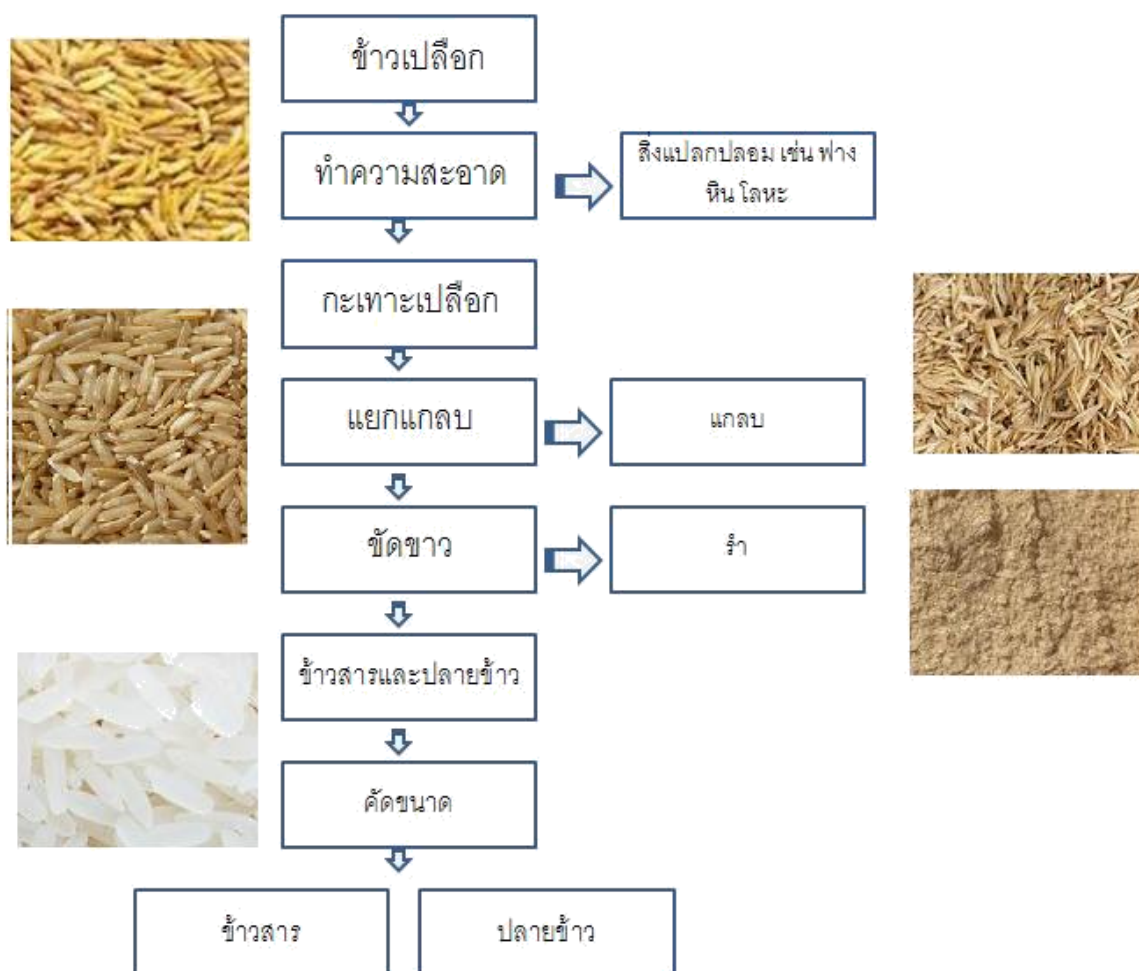 ข้าวเปลือก
ทำความสะอาด
สิ่งแปลกปลอม เช่น ฟาง
หิน โลหะ
กะเทาะเปลือก
แยกแกลบ
แกลบ
ขัดขาว
รำ
ข้าวสารและปลายข้าว
คัดขนาด
ข้าวสาร
ปลายข้าว